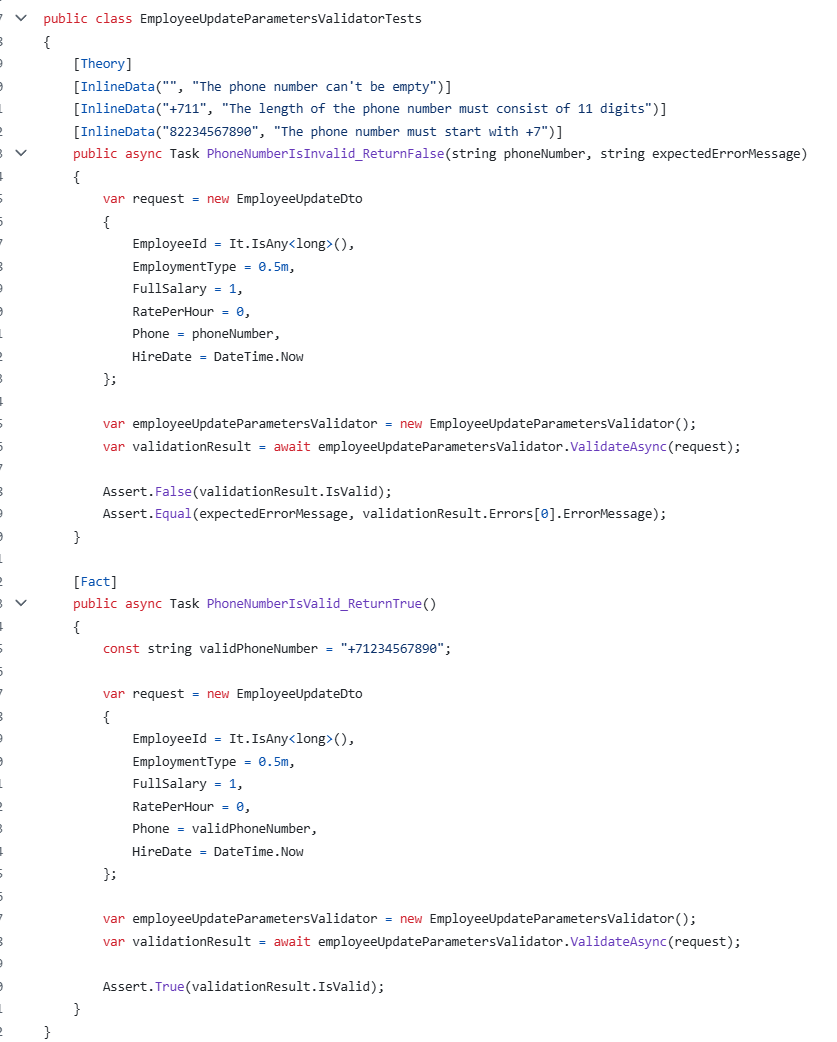 public class EmployeeUpdateParametersValidatorTests
{
[Theory]
[InlineData("", "The phone number can't be empty")]
[InlineData("+711", "The length of the phone number must consist of 11 digits")]
[InlineData("82234567890", "The phone number must start with +7")]
public async Task PhoneNumberIsInvalid_ReturnFalse(string phoneNumber, string expectedErrorMessage)
{
var request = new EmployeeUpdateDto
{
EmployeeId = It.IsAny<long>(),
EmploymentType = 0.5m,
FullSalary = 1,
RatePerHour = 0,
Phone = phoneNumber,
HireDate = DateTime.Now
};
var employeeUpdateParametersValidator = new EmployeeUpdateParametersValidator();
var validationResult = await employeeUpdateParametersValidator.ValidateAsync(request);
Assert.False(validationResult.IsValid);
Assert.Equal(expectedErrorMessage, validationResult.Errors[0].ErrorMessage);
}
[Fact]
public async Task PhoneNumberIsValid_ReturnTrue()
{
const string validPhoneNumber = "+71234567890";
var request = new EmployeeUpdateDto
{
EmployeeId = It.IsAny<long>(),
EmploymentType = 0.5m,
FullSalary = 1,
RatePerHour = 0,
Phone = validPhoneNumber,
HireDate = DateTime.Now
};
var employeeUpdateParametersValidator = new EmployeeUpdateParametersValidator();
var validationResult = await employeeUpdateParametersValidator.ValidateAsync(request);
Assert.True(validationResult.IsValid);
}
}